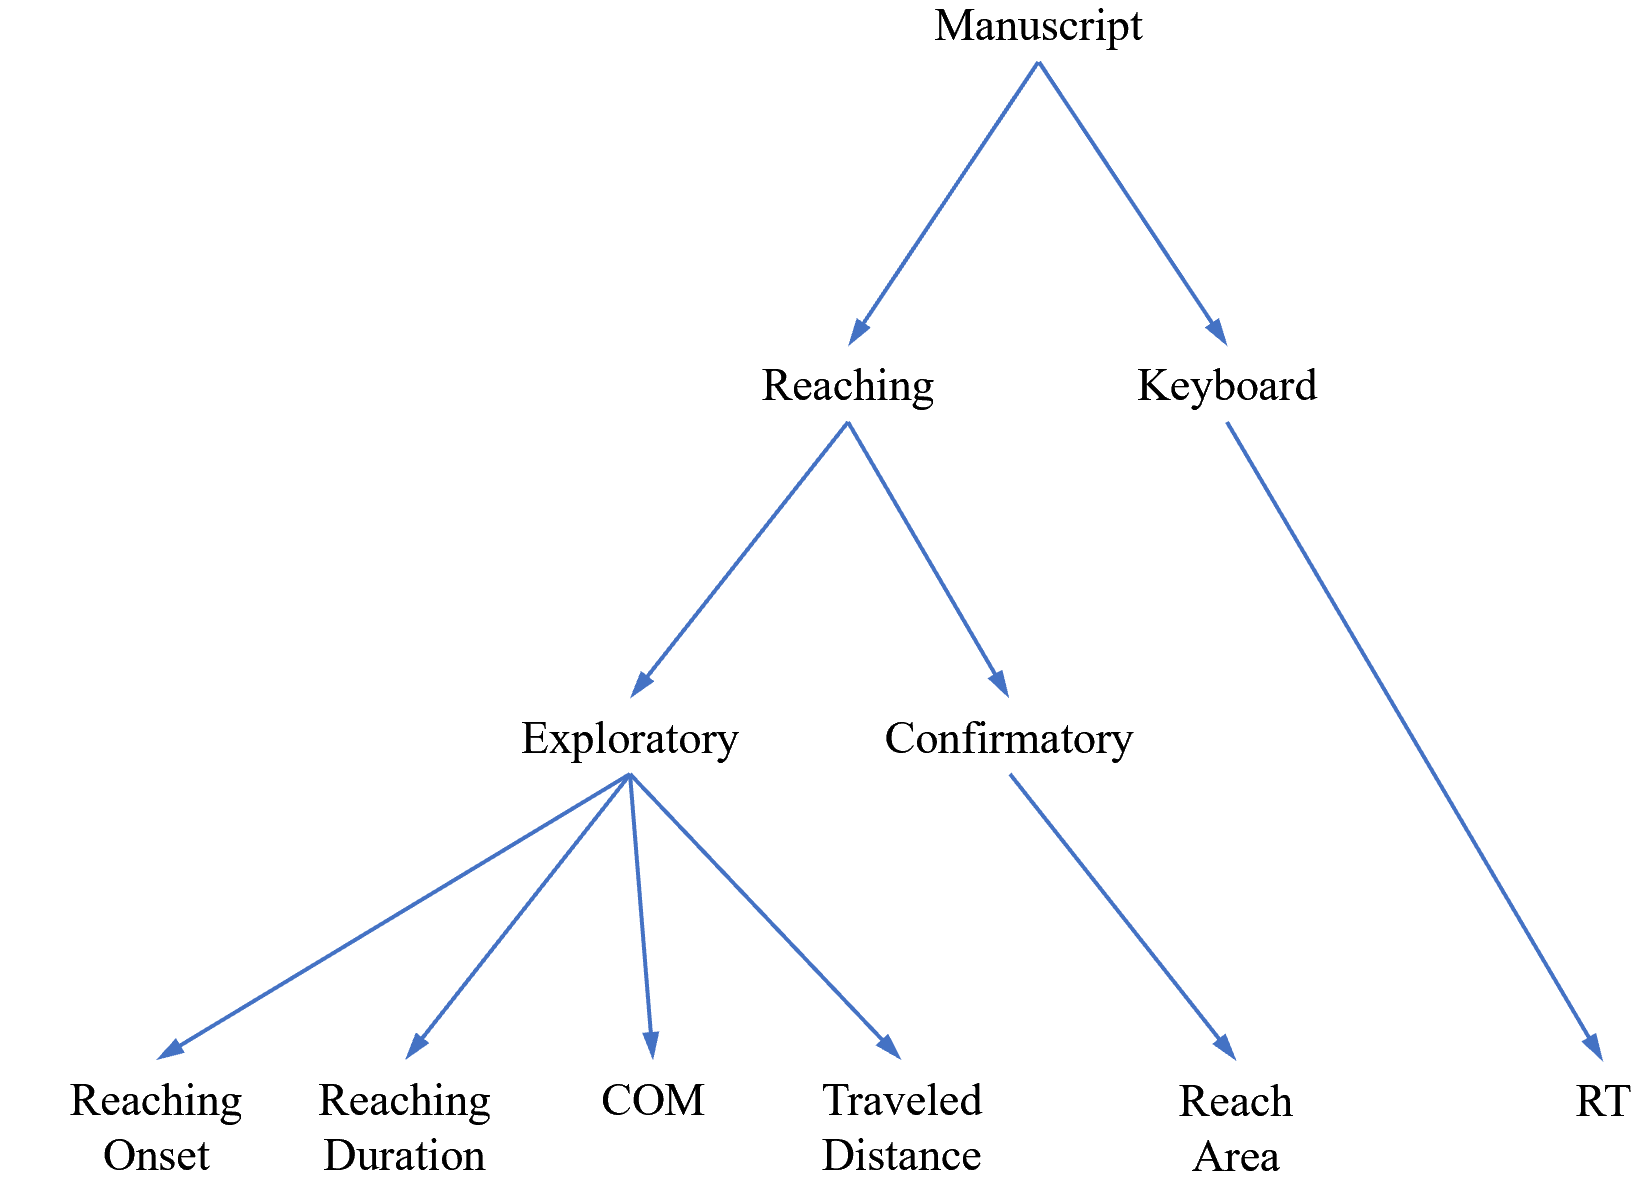 Manuscript
Reaching
Keyboard
Exploratory
Confirmatory
Reaching
Onset
Reaching
Duration
COM
Traveled
Distance
Reach
Area
RT